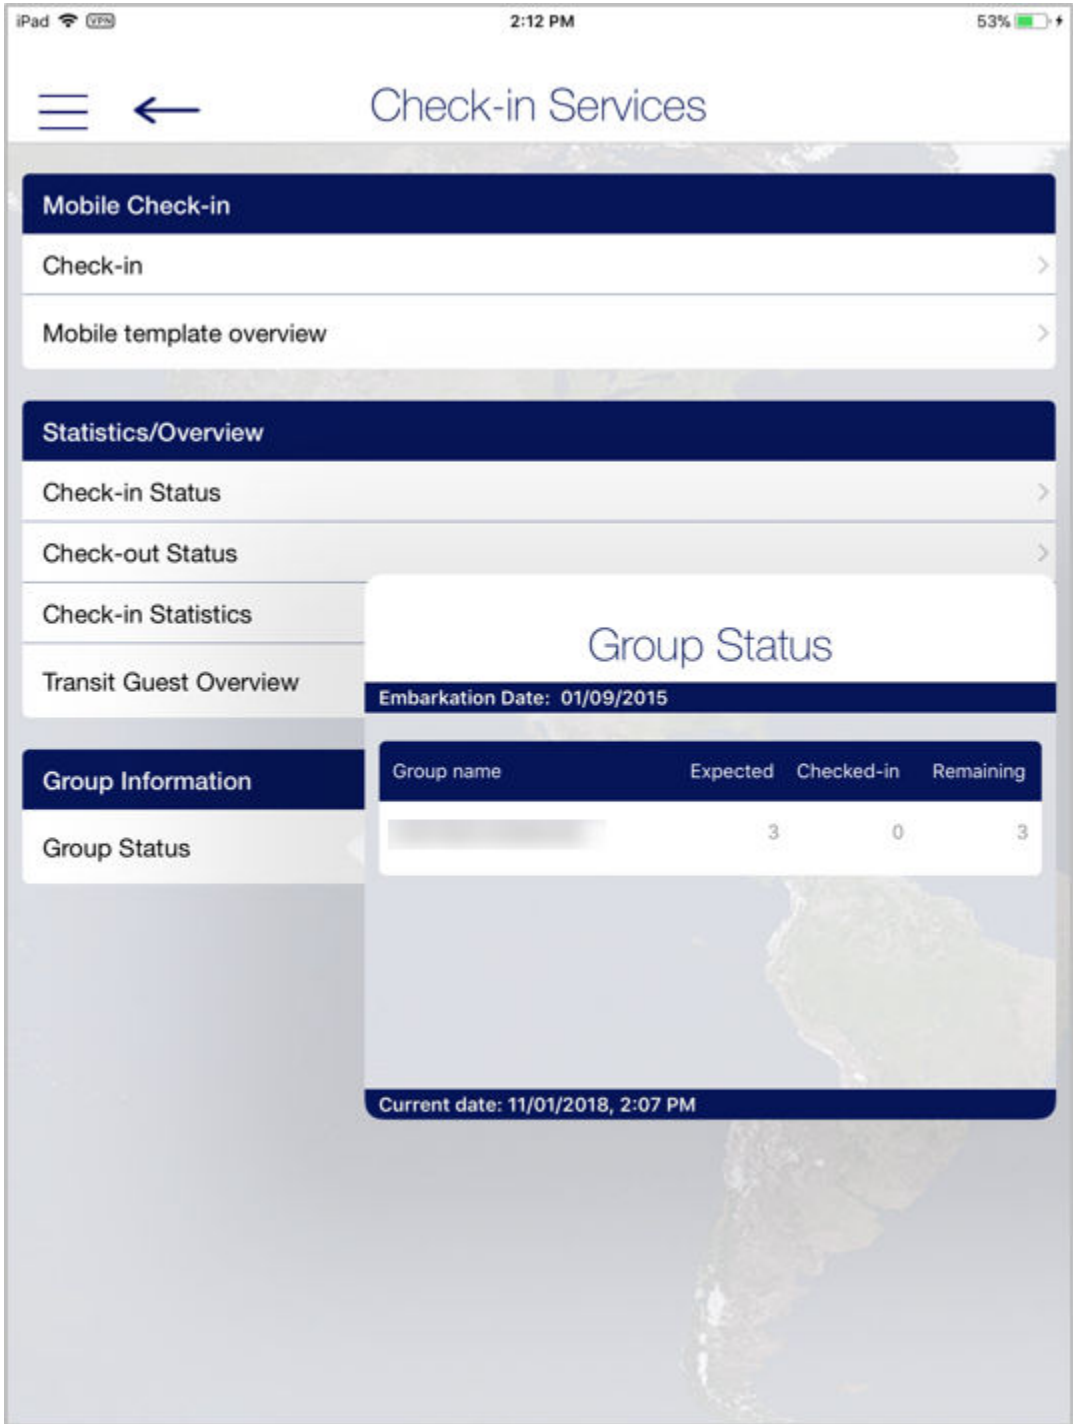 iPad VPN 2:12 PM 53%
Check-in Services
Mobile Check-in
Check-in
Mobile template overview
Statistics/Overview
Check-in Status
Check-out Status
Check-in Statistics
Transit Guest Overview
Group Information
Group Status
Group Status
Embarkation Date: 01/09/2015
Group name Expected Checked-in Remaining
3 0 3
Current date: 11/01/2018, 2:07 PM